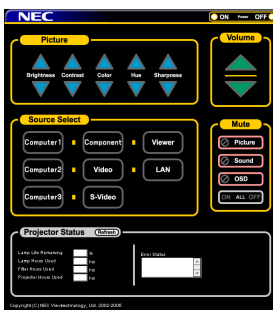 NEC
ON Power OFF
Picture
Volume
Brightness Contrast Color Hue Sharpness
Source Select
Mute
Computer1 Component Viewer
Picture
Computer2 Video LAN
Sound
Computer3 S-Video
OSD
ON ALL OFF
Projector Status (Refresh)
Lamp Life Remaining %
Error Status
Lamp Hours Used hrs
Filter Hours Used hrs
Projector Hours Used hrs
Copyright (C) NEC Viewtechnology, Ltd. 2002-2005